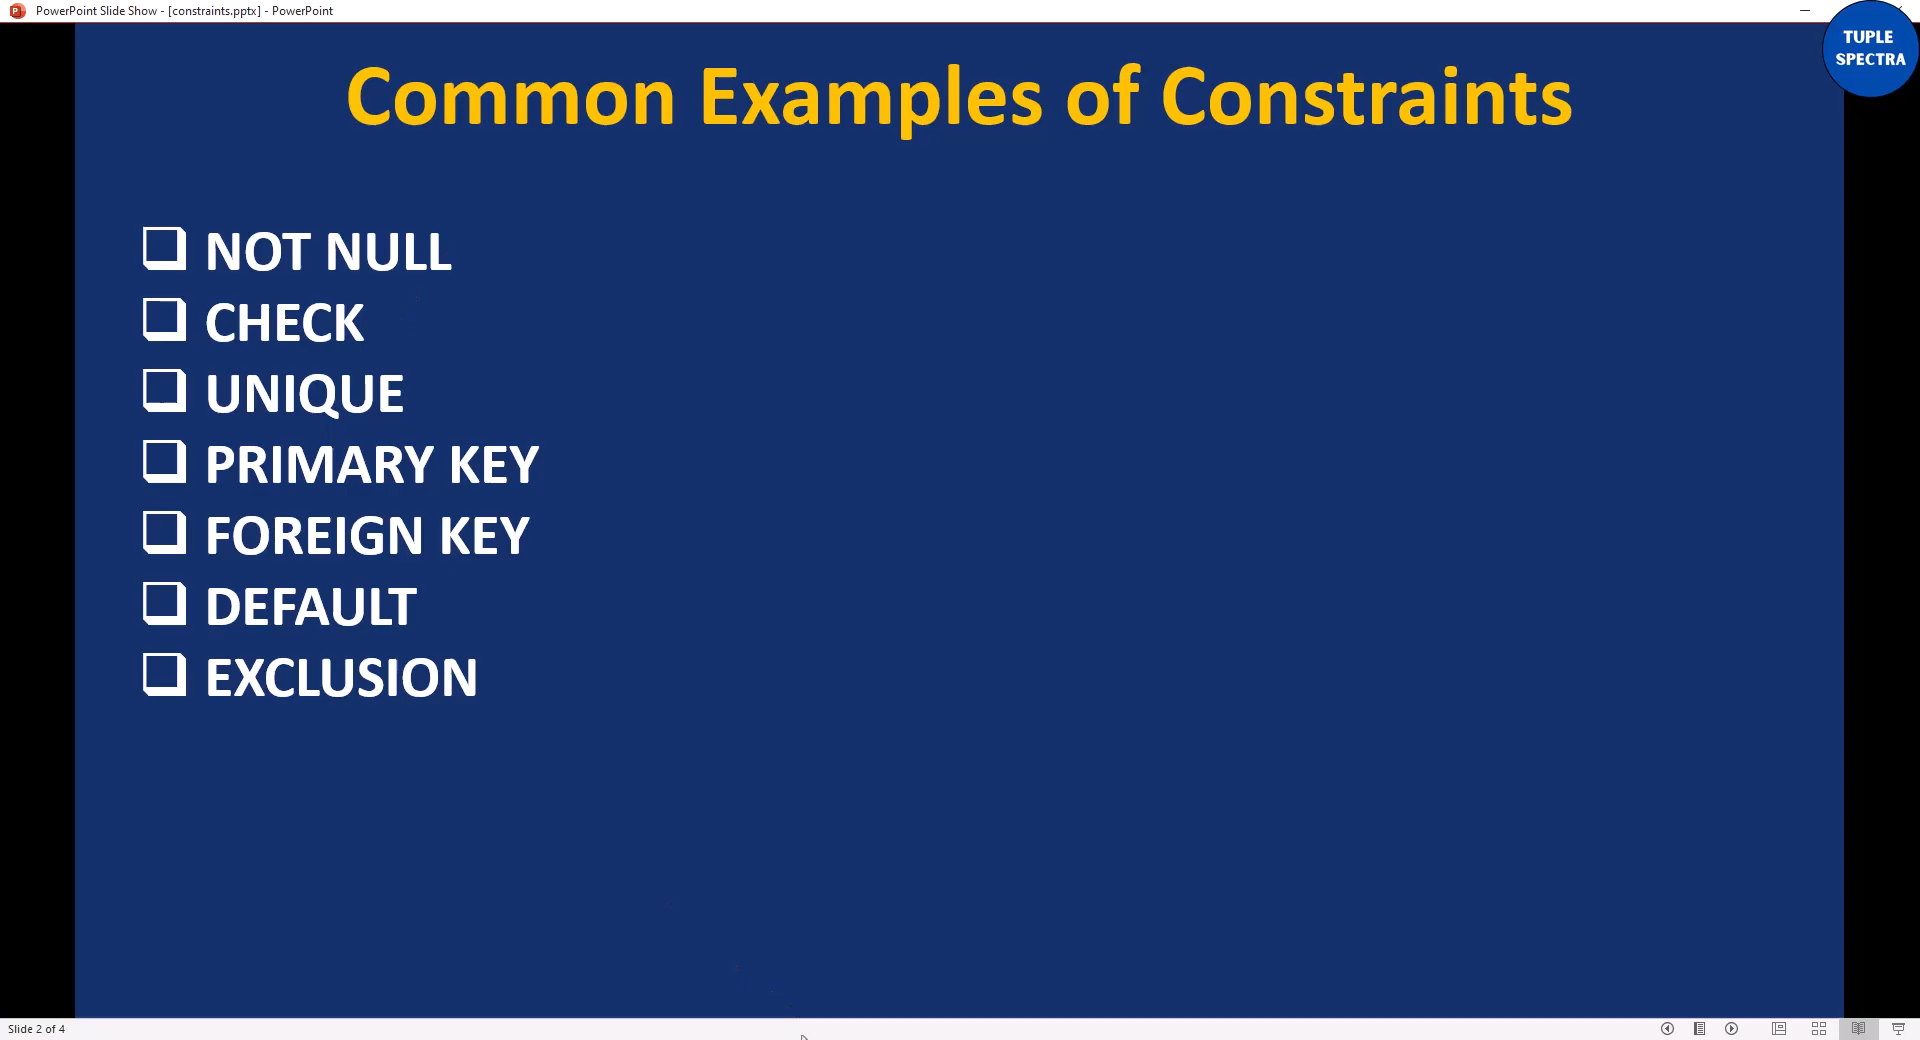 PowerPoint Slide Show - [constraints.pptx] - PowerPoint
TUPLE
SPECTRA
Common Examples of Constraints
NOT NULL
CHECK
UNIQUE
PRIMARY KEY
FOREIGN KEY
DEFAULT
EXCLUSION
Slide 2 of 4